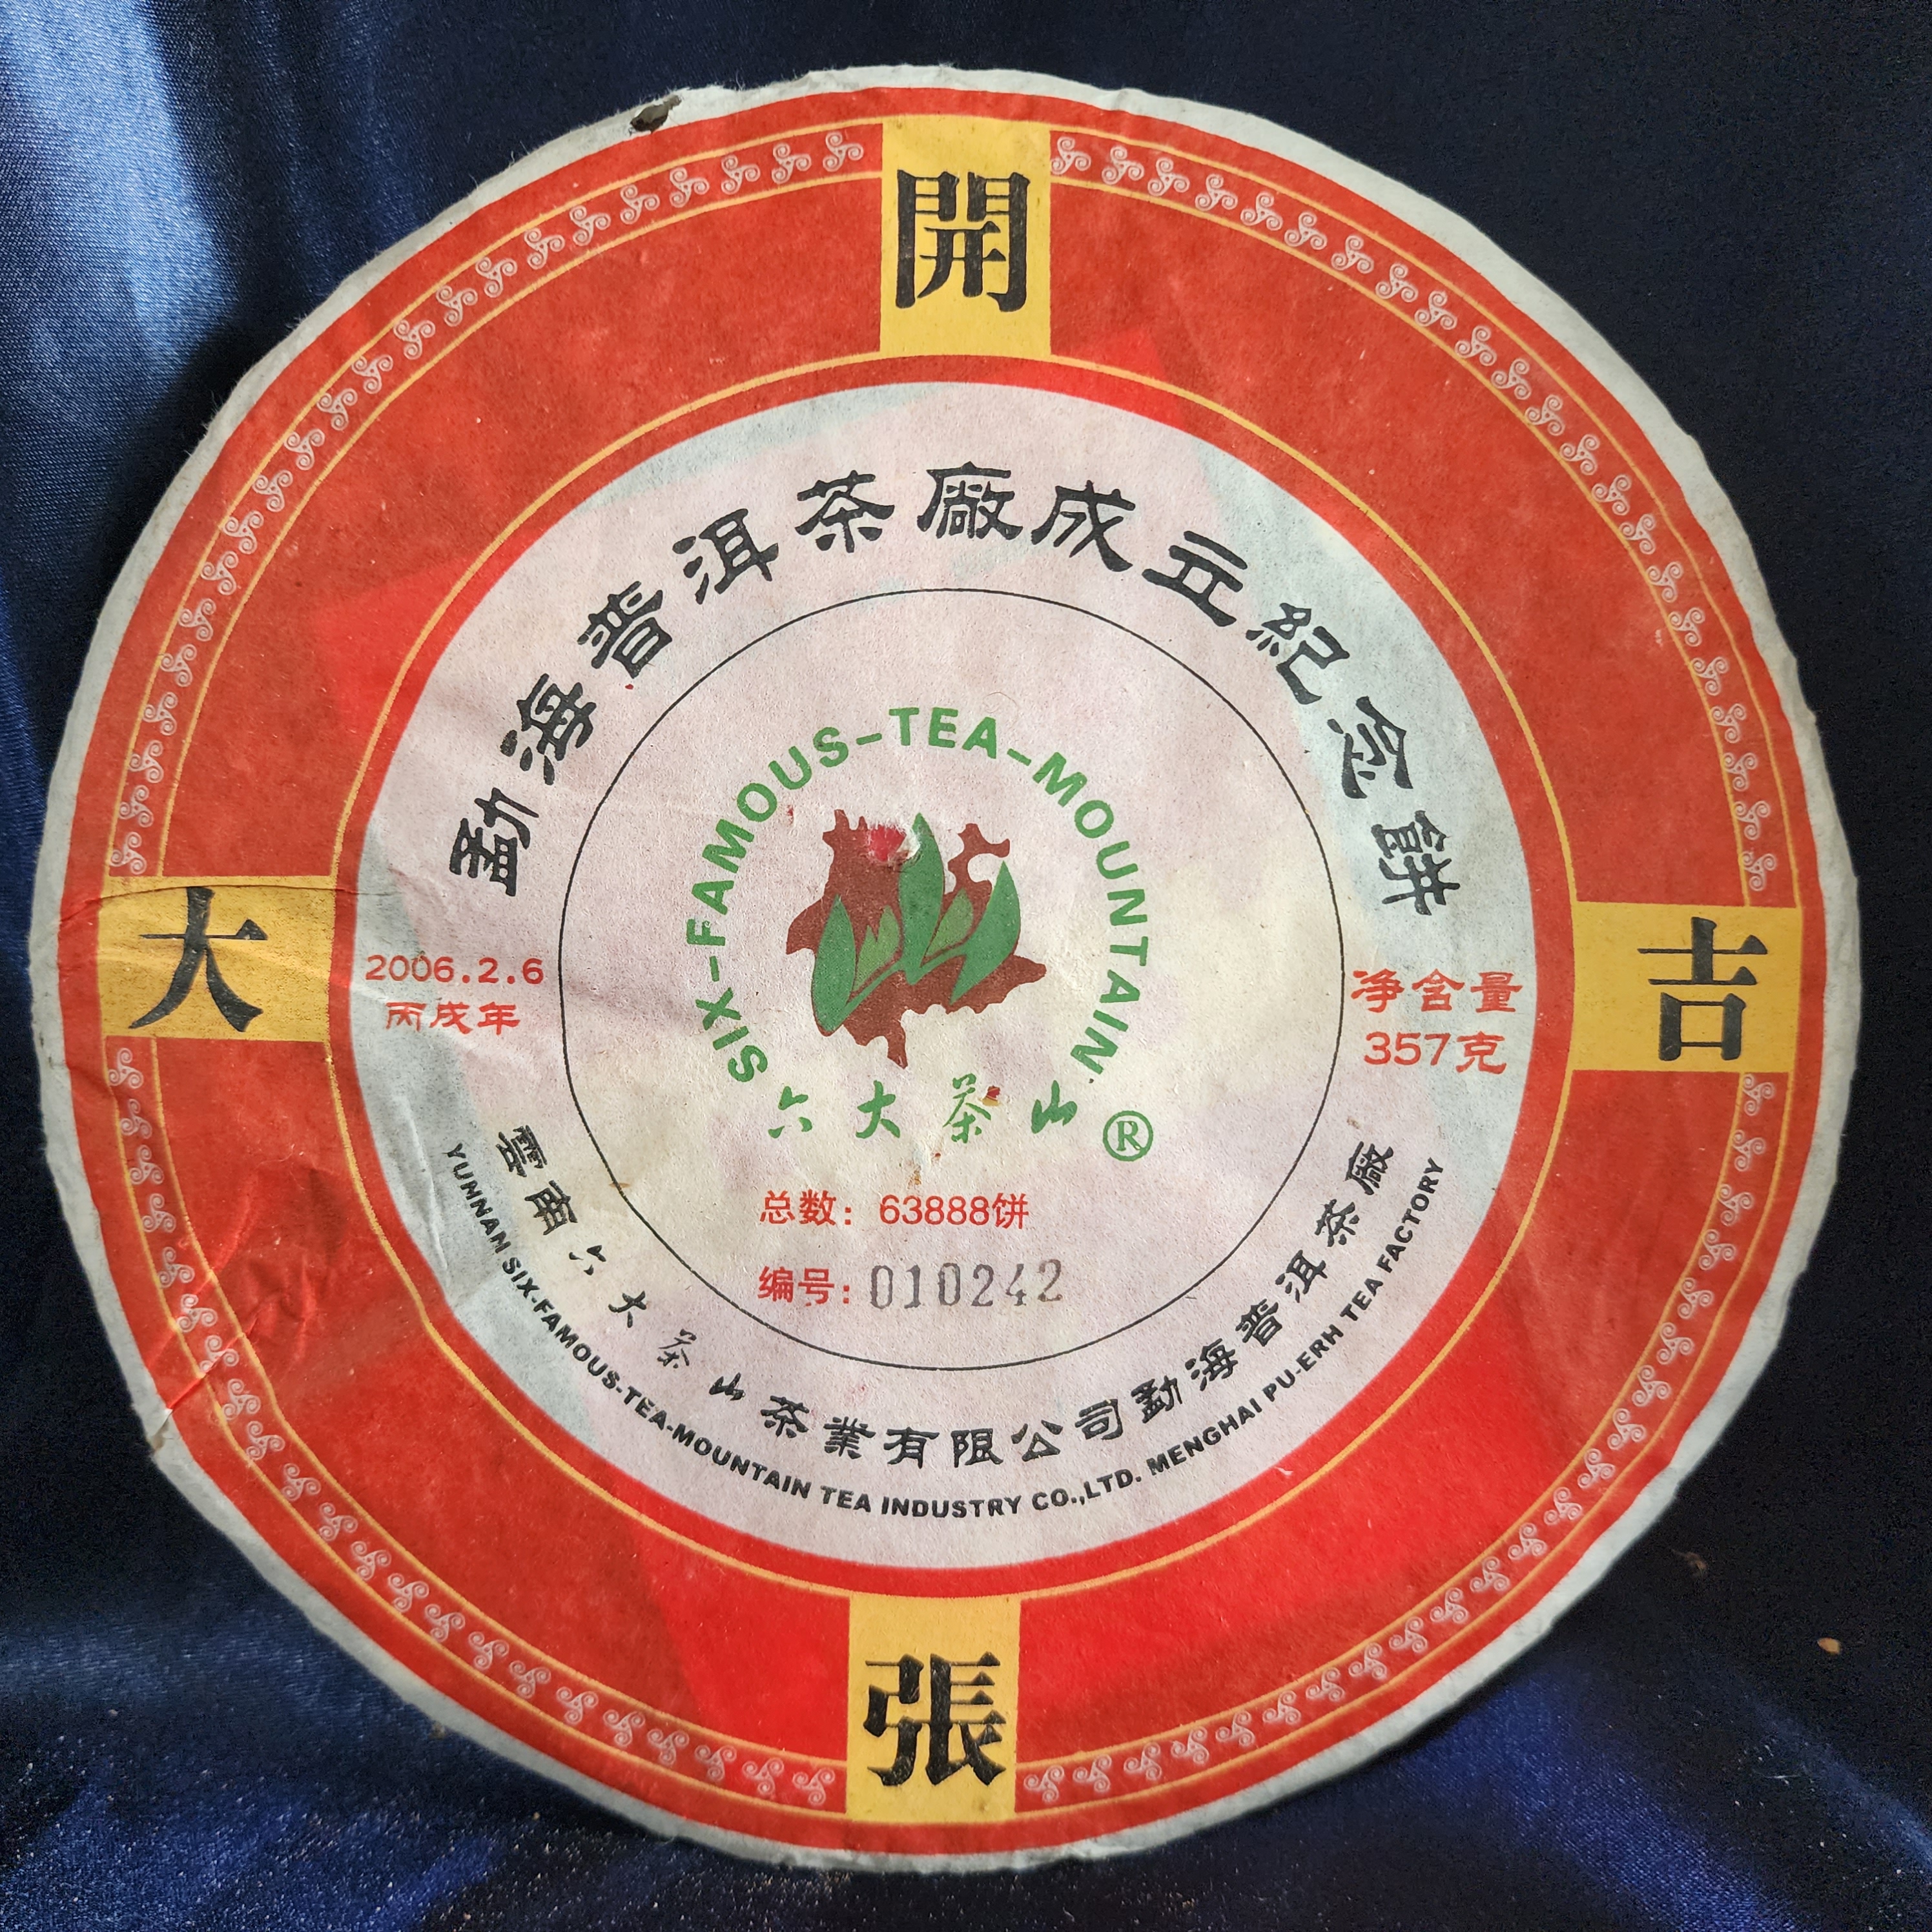 開
張
大
吉
勐海普洱茶廠成立紀念餅
SIX-FAMOUS-TEA-MOUNTAIN
六大茶山®
2006.2.6
丙戌年
净含量
357克
总数：63888饼
编号：010242
雲南六大茶山茶業有限公司勐海普洱茶廠
YUNNAM SIX-FAMOUS-TEA-MOUNTAIN TEA INDUSTRY CO.,LTD. MENGHAI PU-ERH TEA FACTORY